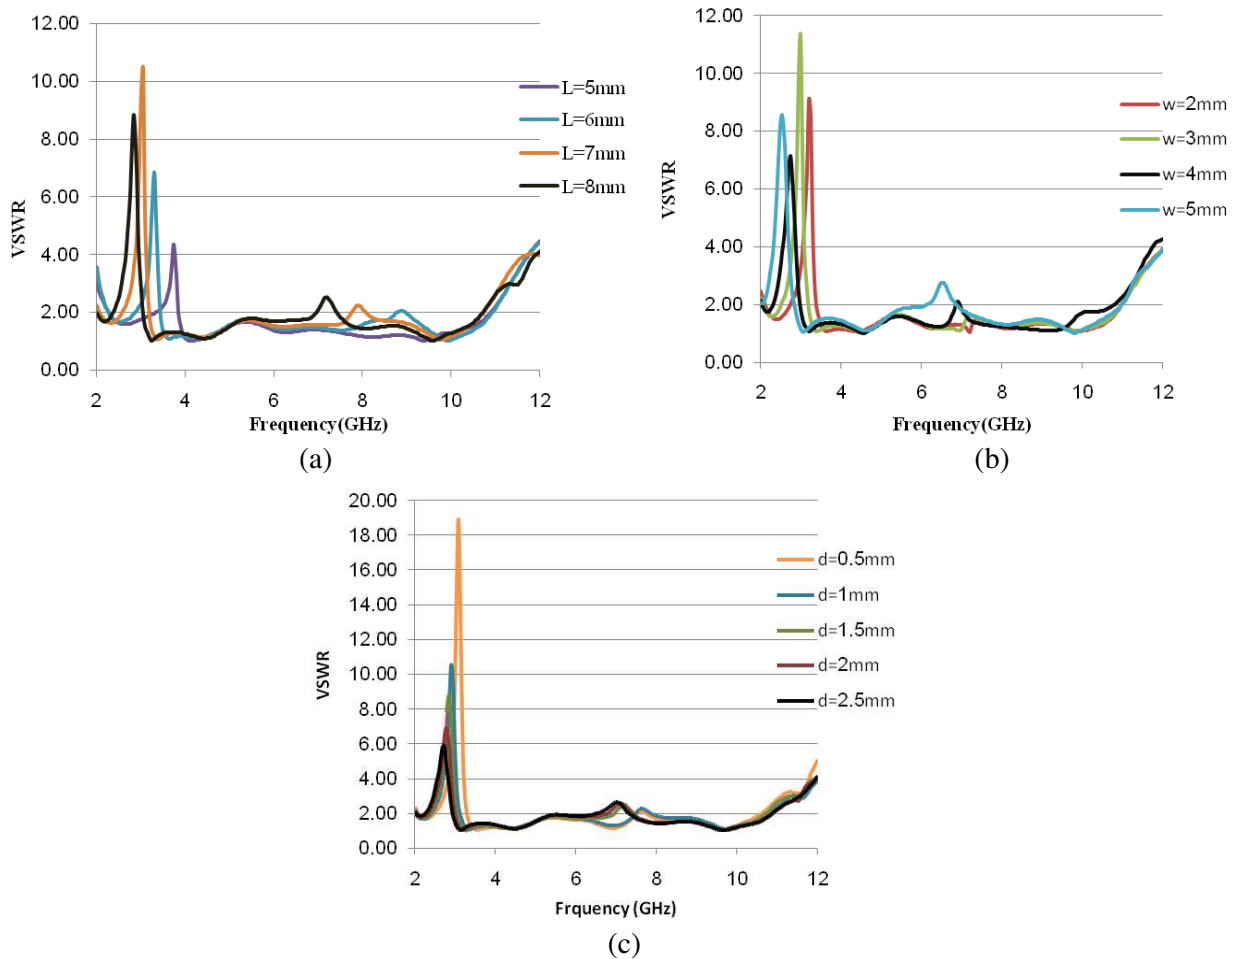 12.00
10.00
8.00
6.00
4.00
2.00
0.00
VSWR
2 4 6 8 10 12
Frequency(GHz)
L=5mm
L=6mm
L=7mm
L=8mm
(a)
12.00
10.00
8.00
6.00
4.00
2.00
0.00
VSWR
2 4 6 8 10 12
Frequency(GHz)
w=2mm
w=3mm
w=4mm
w=5mm
(b)
20.00
18.00
16.00
14.00
12.00
10.00
8.00
6.00
4.00
2.00
0.00
VSWR
2 4 6 8 10 12
Frquency (GHz)
d=0.5mm
d=1mm
d=1.5mm
d=2mm
d=2.5mm
(c)